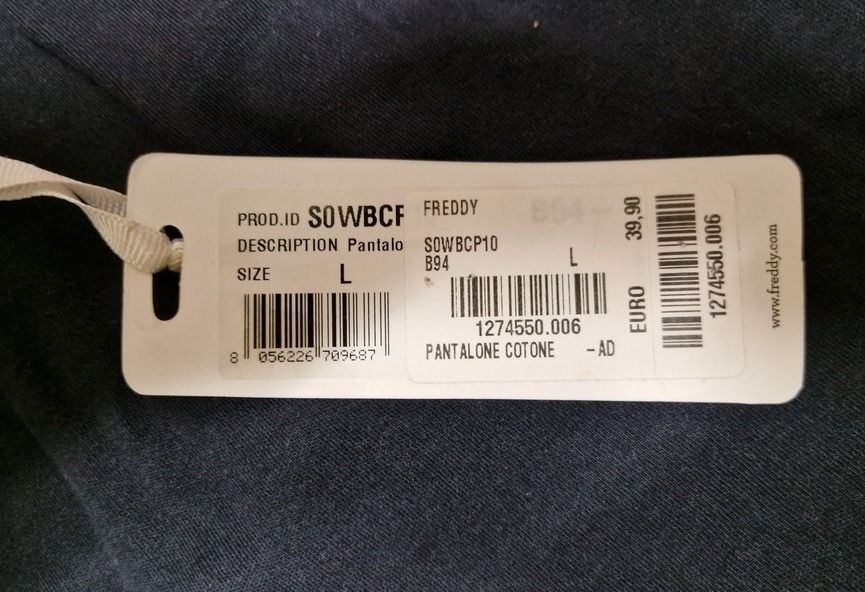 PROD.ID S0WBCF
DESCRIPTION Pantalo
SIZE L
8 056226 709687
FREDDY B94-
S0WBCP10
B94 L
1274550.006
PANTALONE COTONE -AD
EURO 39,90
1274550.006
www.freddy.com